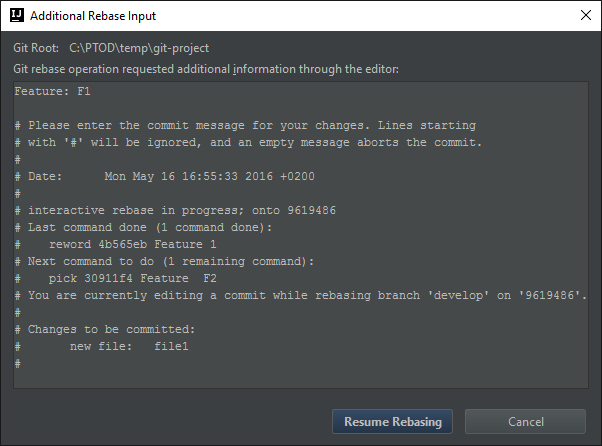 IJ Additional Rebase Input
Git Root: C:\PTOD\temp\git-project
Git rebase operation requested additional information through the editor:
Feature: F1
# Please enter the commit message for your changes. Lines starting
# with '#' will be ignored, and an empty message aborts the commit.
#
# Date:      Mon May 16 16:55:33 2016 +0200
#
# interactive rebase in progress; onto 9619486
# Last command done (1 command done):
#    reword 4b565eb Feature 1
# Next command to do (1 remaining command):
#    pick 30911f4 Feature  F2
# You are currently editing a commit while rebasing branch 'develop' on '9619486'.
#
# Changes to be committed:
#       new file:   file1
#
Resume Rebasing
Cancel